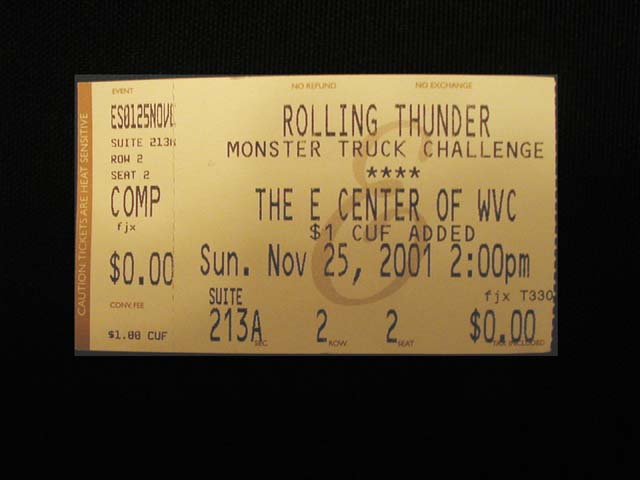 CAUTION TICKETS ARE HEAT SENSITIVE
EVENT
ES0125NOV
SUITE 213
ROW 2
SEAT 2
COMP
fjx
$0.00
CONV. FEE
$1.00 CUF
NO REFUND NO EXCHANGE
ROLLING THUNDER
MONSTER TRUCK CHALLENGE
****
THE E CENTER OF WVC
$1 CUF ADDED
Sun. Nov 25, 2001 2:00pm
SUITE fjx T330
213A 2 2 $0.00
SEC ROW SEAT TAX INCLUDED